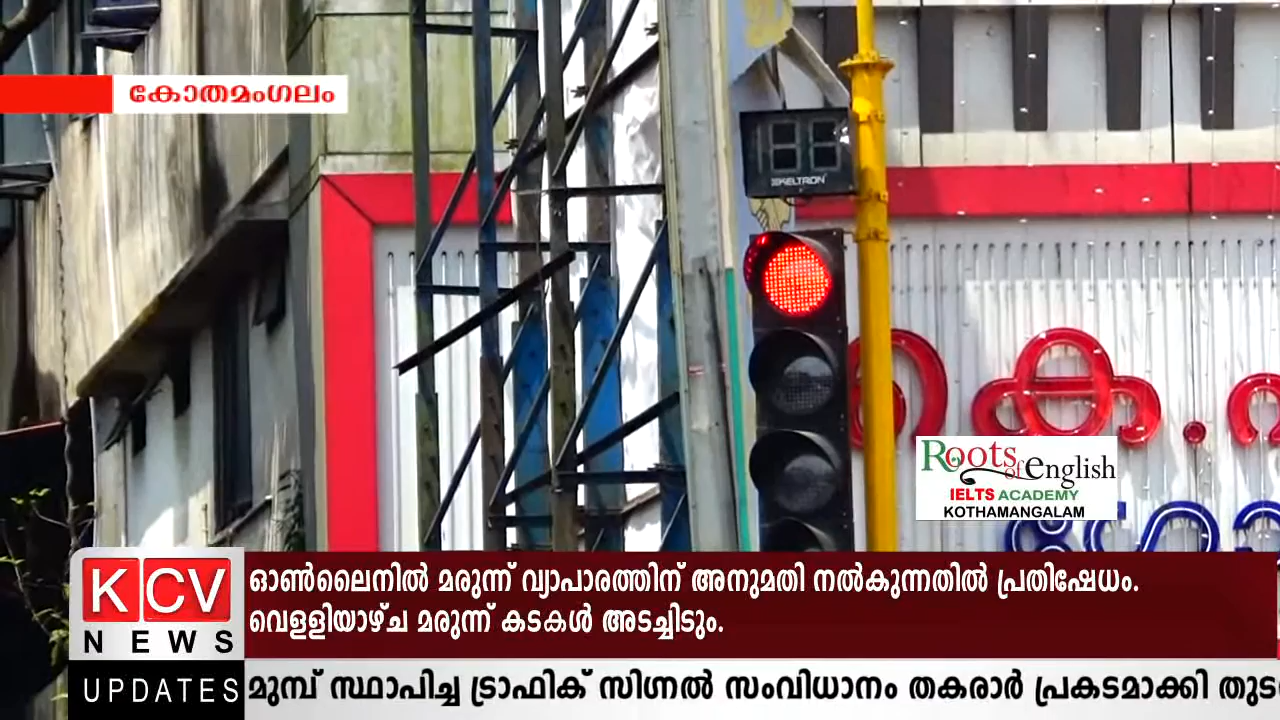 കോതമംഗലം
KELTRON
കെ.
Roots of English
IELTS ACADEMY
KOTHAMANGALAM
KCV
NEWS
ഓൺലൈനിൽ മരുന്ന് വ്യാപാരത്തിന് അനുമതി നൽകുന്നതിൽ പ്രതിഷേധം.
വെള്ളിയാഴ്ച മരുന്ന് കടകൾ അടച്ചിടും.
UPDATES
മുമ്പ് സ്ഥാപിച്ച ട്രാഫിക് സിഗ്നൽ സംവിധാനം തകരാർ പ്രകടമാക്കി